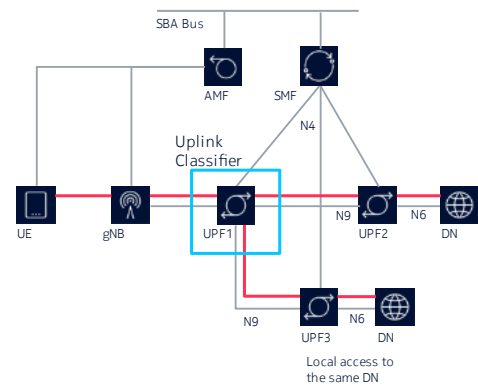 SBA Bus
AMF
SMF
N4
Uplink
Classifier
UE
gNB
UPF1
N9
UPF2
N6
DN
N9
UPF3
N6
DN
Local access to
the same DN